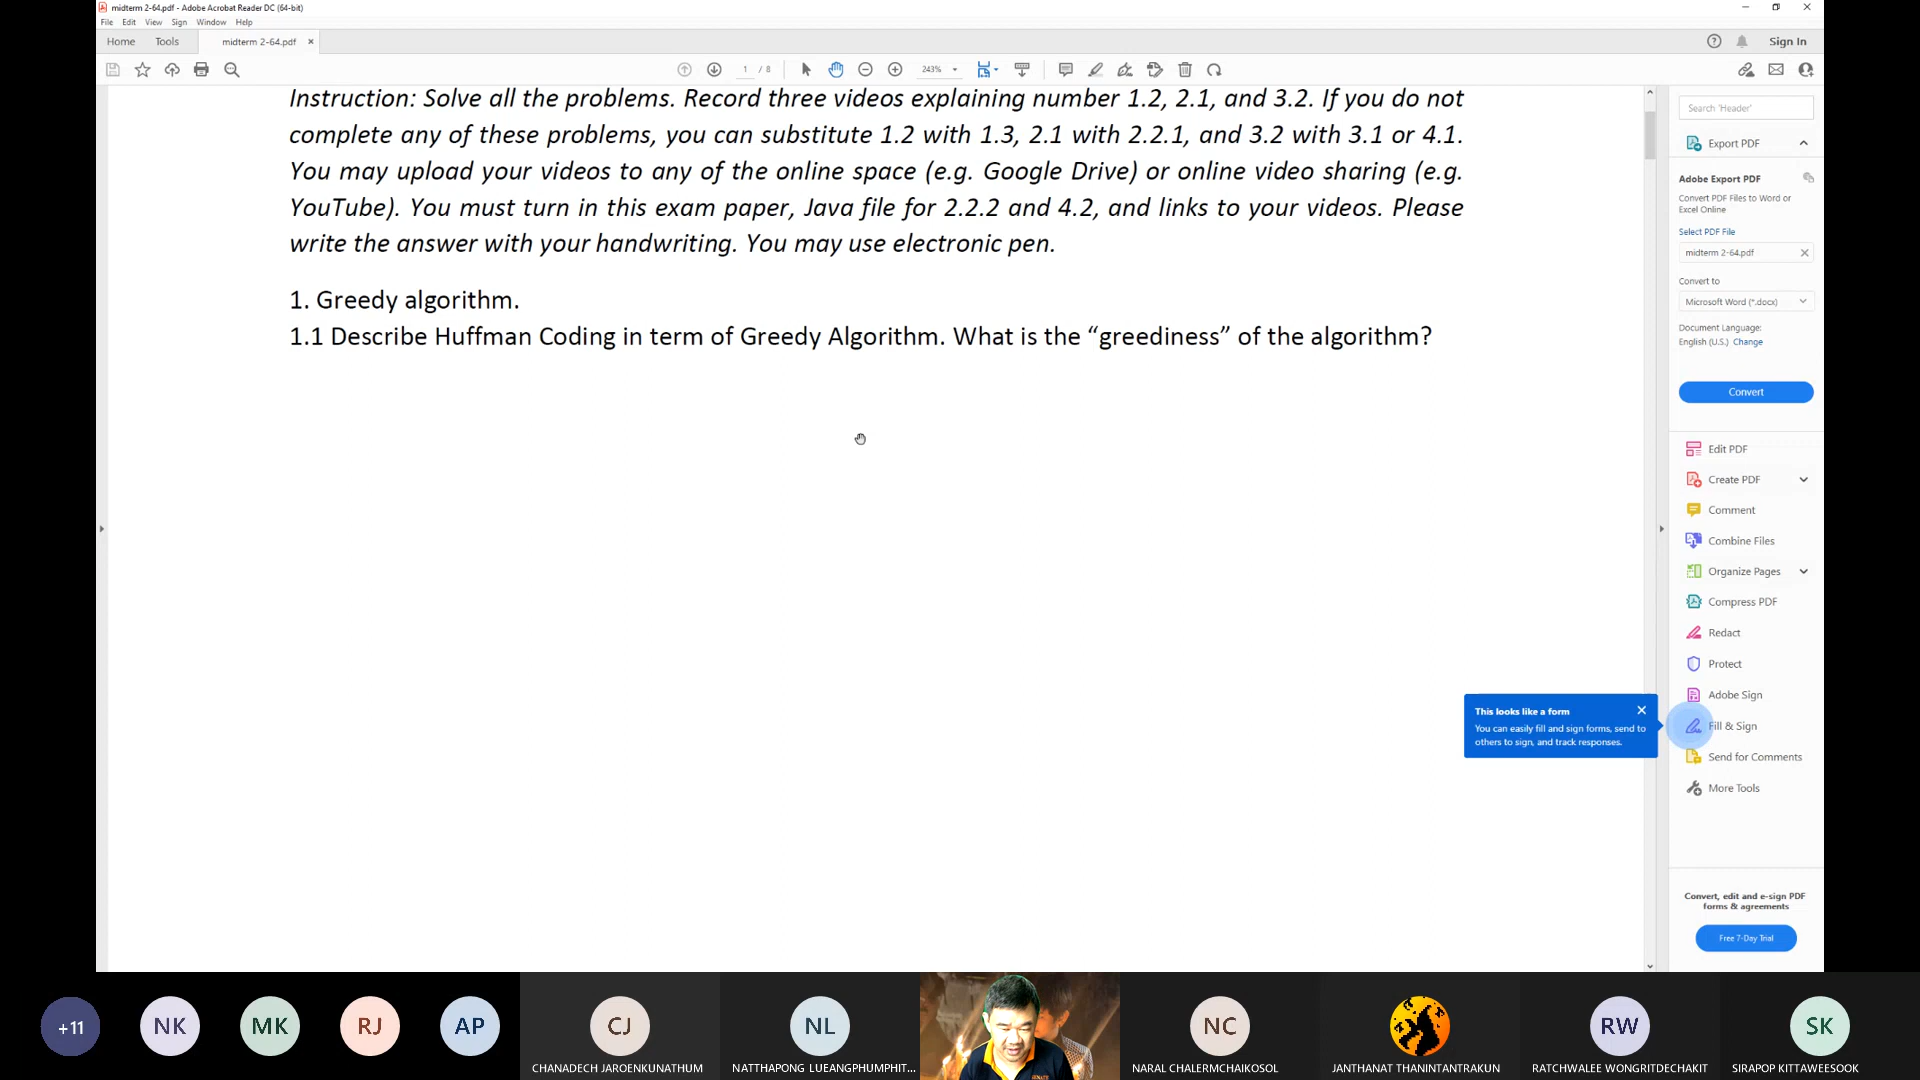 midterm 2-64.pdf - Adobe Acrobat Reader DC (64-bit)
File Edit View Sign Window Help
Home Tools midterm 2-64.pdf × Sign In
1 / 8 243%
Instruction: Solve all the problems. Record three videos explaining number 1.2, 2.1, and 3.2. If you do not
complete any of these problems, you can substitute 1.2 with 1.3, 2.1 with 2.2.1, and 3.2 with 3.1 or 4.1.
You may upload your videos to any of the online space (e.g. Google Drive) or online video sharing (e.g.
YouTube). You must turn in this exam paper, Java file for 2.2.2 and 4.2, and links to your videos. Please
write the answer with your handwriting. You may use electronic pen.
1. Greedy algorithm.
1.1 Describe Huffman Coding in term of Greedy Algorithm. What is the “greediness” of the algorithm?
Search 'Header'
Export PDF
Adobe Export PDF
Convert PDF Files to Word or
Excel Online
Select PDF File
midterm 2-64.pdf
Convert to
Microsoft Word (*.docx)
Document Language:
English (U.S.) Change
Convert
Edit PDF
Create PDF
Comment
Combine Files
Organize Pages
Compress PDF
Redact
Protect
Adobe Sign
Fill & Sign
Send for Comments
More Tools
This looks like a form
You can easily fill and sign forms, send to
others to sign, and track responses.
Convert, edit and e-sign PDF
forms & agreements
Free 7-Day Trial
+11 NK MK RJ AP CJ NL NC RW SK
CHANADECH JAROENKUNATHUM NATTHAPONG LUEANGPHUMPHIT... NARAL CHALERMCHAIKOSOL JANTHANAT THANINTANTRAKUN RATCHWALEE WONGRITDECHAKIT SIRAPOP KITTAWEESOOK